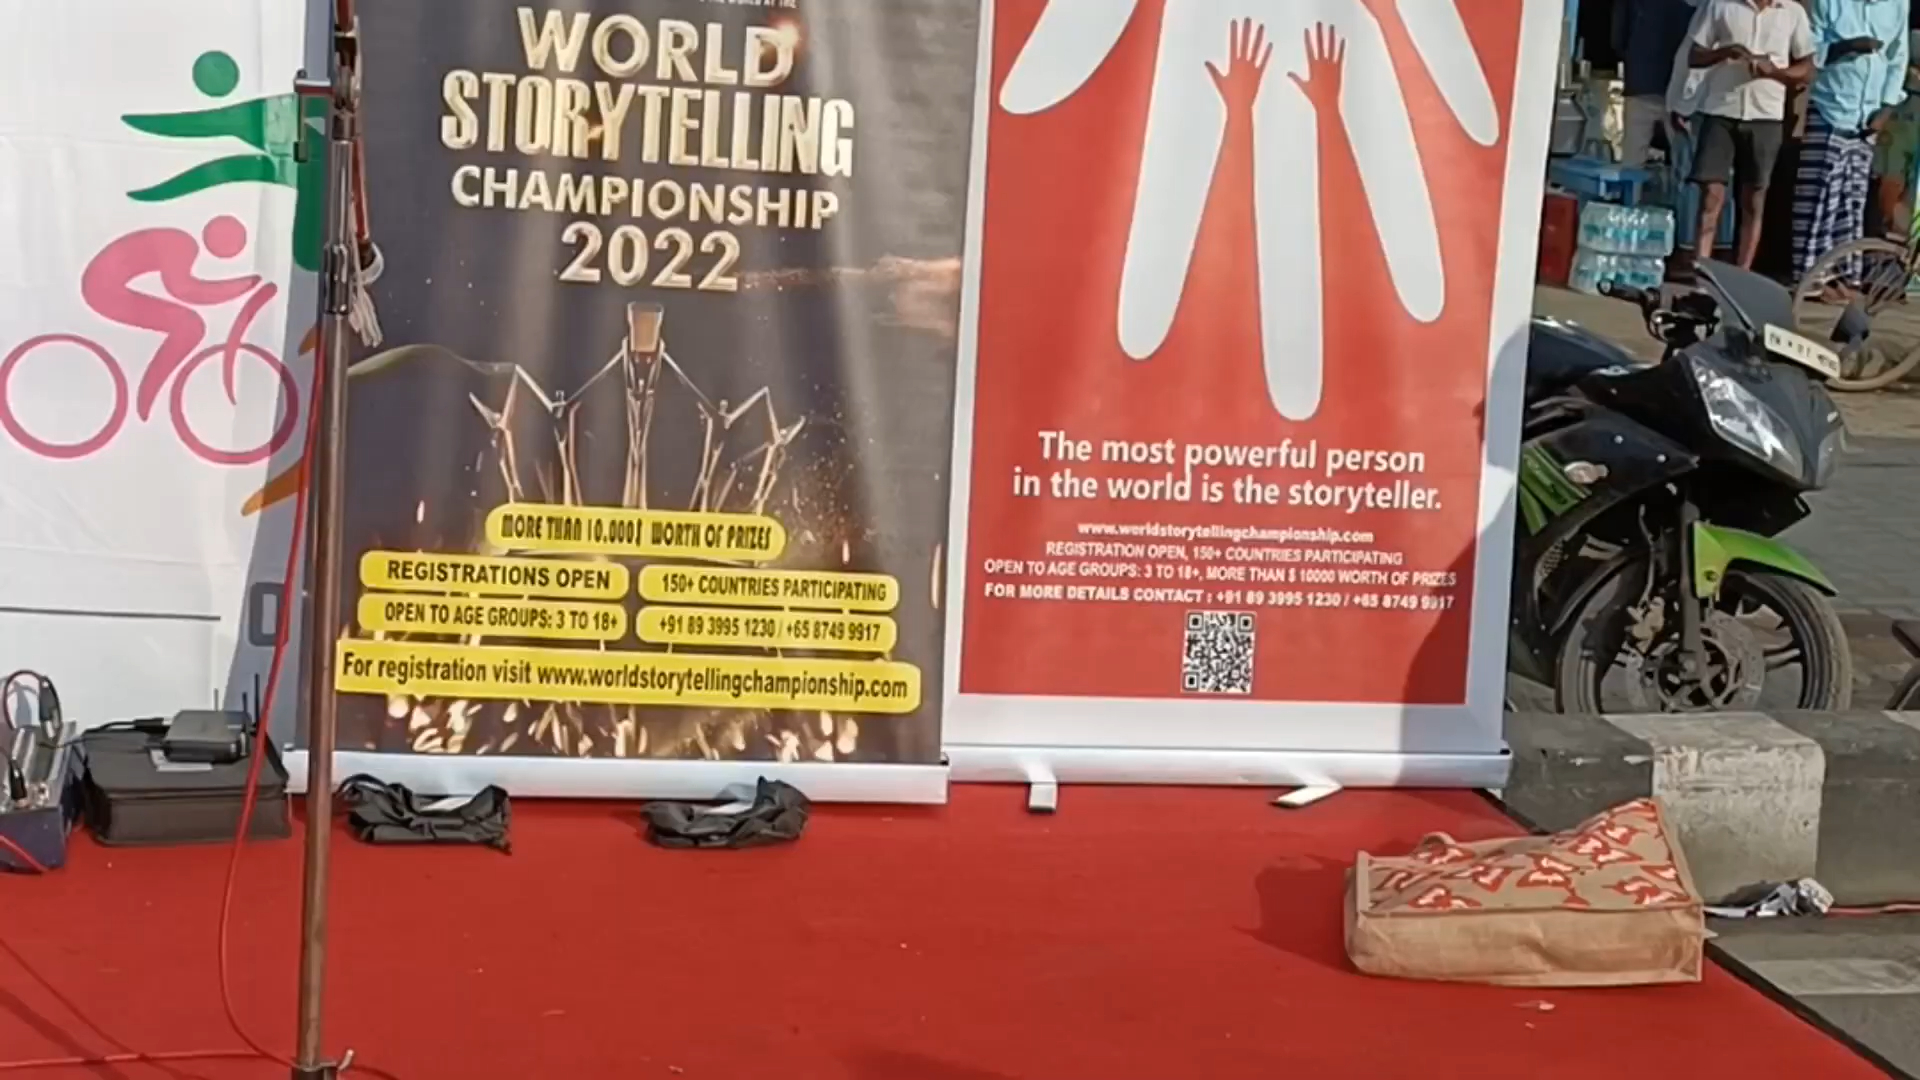 WORLD
STORYTELLING
CHAMPIONSHIP
2022
MORE THAN 10,000$ WORTH OF PRIZES
REGISTRATIONS OPEN
150+ COUNTRIES PARTICIPATING
OPEN TO AGE GROUPS: 3 TO 18+
+91 89 3995 1230 / +65 8749 9917
For registration visit www.worldstorytellingchampionship.com
The most powerful person
in the world is the storyteller.
www.worldstorytellingchampionship.com
REGISTRATION OPEN, 150+ COUNTRIES PARTICIPATING
OPEN TO AGE GROUPS: 3 TO 18+, MORE THAN $ 10000 WORTH OF PRIZES
FOR MORE DETAILS CONTACT : +91 89 3995 1230 / +65 8749 9917